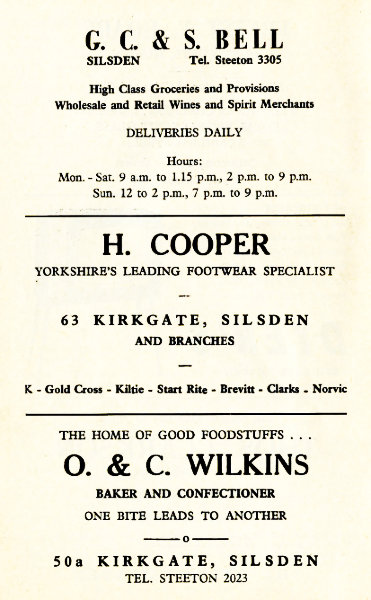 G. C. & S. BELL
SILSDEN Tel. Steeton 3305
High Class Groceries and Provisions
Wholesale and Retail Wines and Spirit Merchants
DELIVERIES DAILY
Hours:
Mon. - Sat. 9 a.m. to 1.15 p.m., 2 p.m. to 9 p.m.
Sun. 12 to 2 p.m., 7 p.m. to 9 p.m.
H. COOPER
YORKSHIRE'S LEADING FOOTWEAR SPECIALIST
63 KIRKGATE, SILSDEN
AND BRANCHES
K - Gold Cross - Kiltie - Start Rite - Brevitt - Clarks - Norvic
THE HOME OF GOOD FOODSTUFFS . . .
O. & C. WILKINS
BAKER AND CONFECTIONER
ONE BITE LEADS TO ANOTHER
o
50a KIRKGATE, SILSDEN
TEL. STEETON 2023